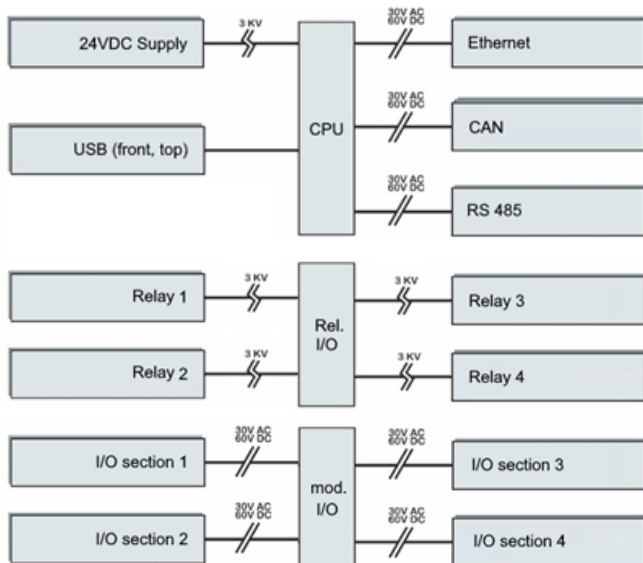 24VDC Supply
3 KV
30V AC
60V DC
Ethernet
USB (front, top)
CPU
30V AC
60V DC
CAN
30V AC
60V DC
RS 485
Relay 1
3 KV
Rel.
I/O
3 KV
Relay 3
Relay 2
3 KV
3 KV
Relay 4
I/O section 1
30V AC
60V DC
mod.
I/O
30V AC
60V DC
I/O section 3
I/O section 2
30V AC
60V DC
30V AC
60V DC
I/O section 4